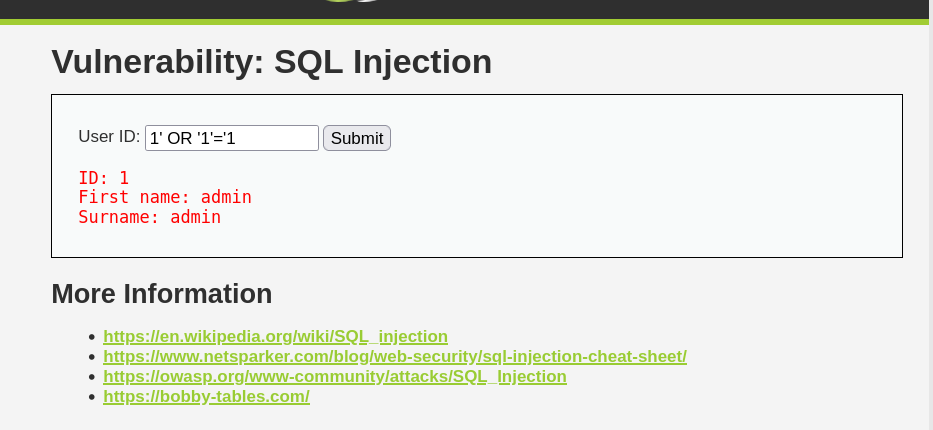 Vulnerability: SQL Injection
User ID: 1' OR '1'='1 Submit
ID: 1
First name: admin
Surname: admin
More Information
• https://en.wikipedia.org/wiki/SQL_injection
• https://www.netsparker.com/blog/web-security/sql-injection-cheat-sheet/
• https://owasp.org/www-community/attacks/SQL_Injection
• https://bobby-tables.com/